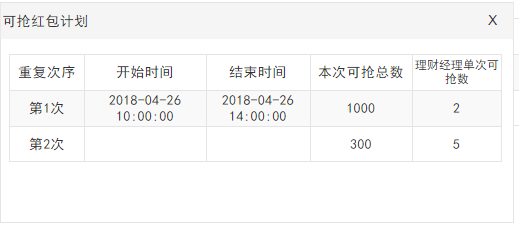 可抢红包计划 X
重复次序 开始时间 结束时间 本次可抢总数 理财经理单次可抢数
第1次 2018-04-26 10:00:00 2018-04-26 14:00:00 1000 2
第2次 300 5